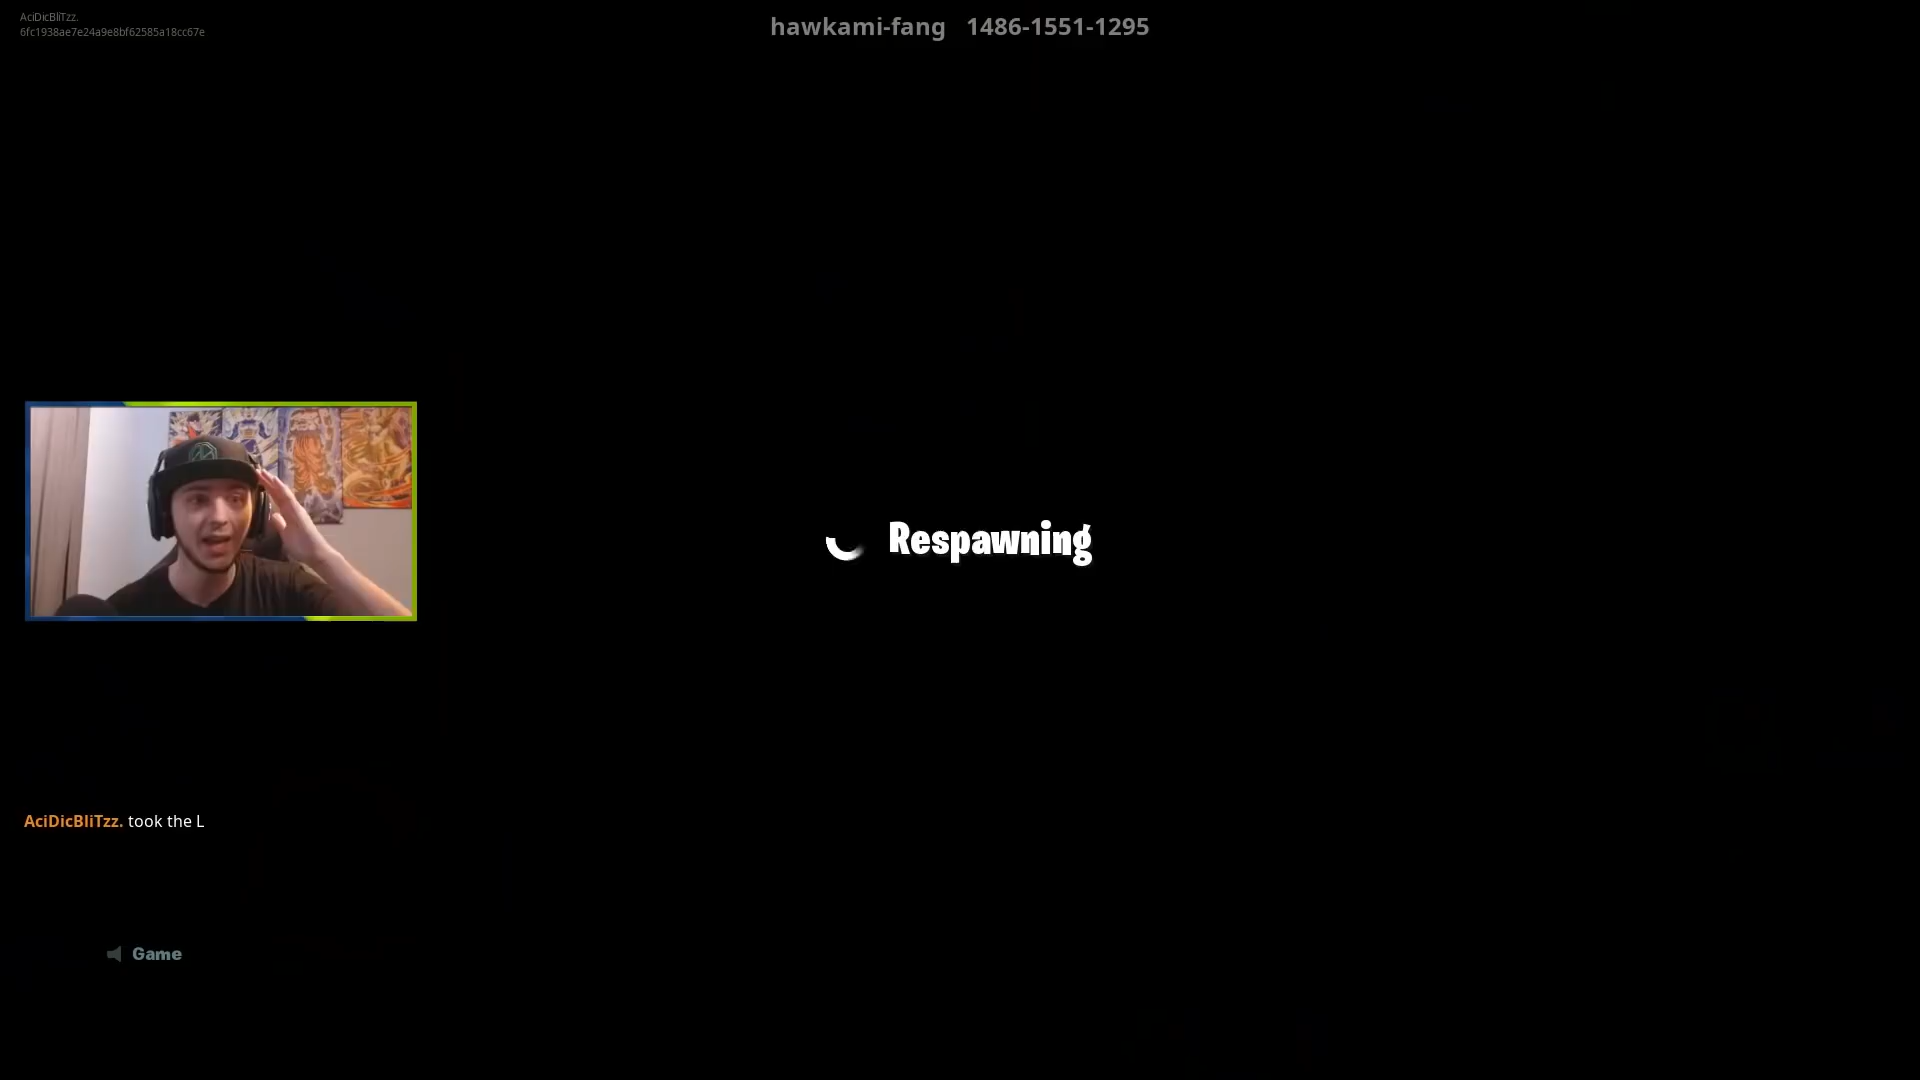 AciDicBliTzz.
6fc1938ae7e24a9e8bf62585a18cc67e
hawkami-fang 1486-1551-1295
Respawning
AciDicBliTzz. took the L
Game